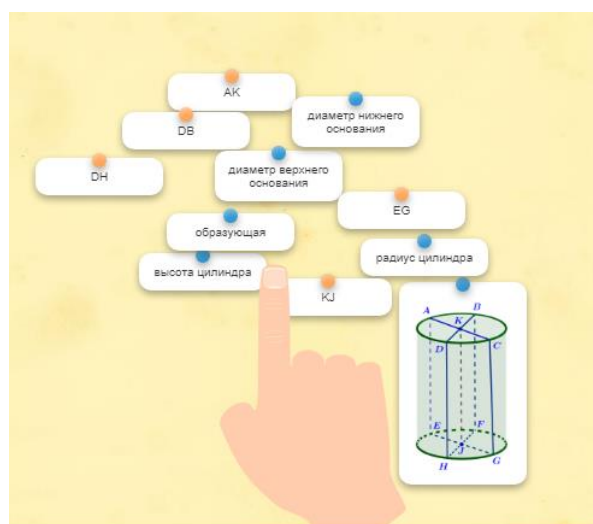 AK
диаметр нижнего
основания
DB
диаметр верхнего
основания
DH
EG
образующая
радиус цилиндра
высота цилиндра
KJ
A
B
K
D
C
E
F
J
H
G